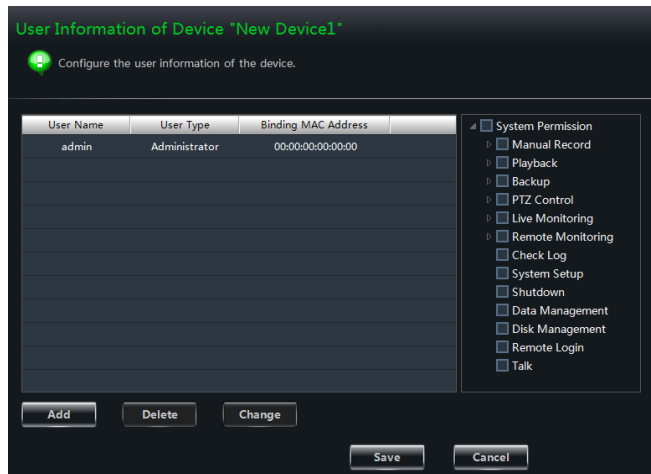 User Information of Device "New Device1"
Configure the user information of the device.
User Name User Type Binding MAC Address
admin Administrator 00:00:00:00:00:00
System Permission
Manual Record
Playback
Backup
PTZ Control
Live Monitoring
Remote Monitoring
Check Log
System Setup
Shutdown
Data Management
Disk Management
Remote Login
Talk
Add Delete Change
Save Cancel